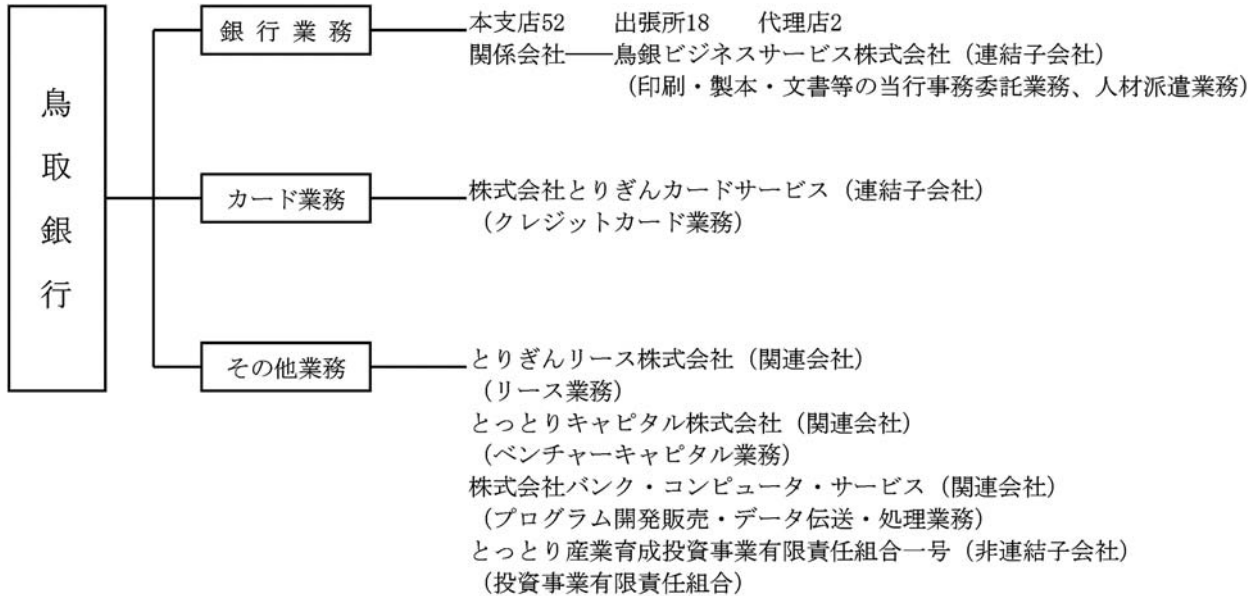 鳥取銀行
銀行業務
本支店52 出張所18 代理店2
関係会社――鳥銀ビジネスサービス株式会社（連結子会社）
（印刷・製本・文書等の当行事務委託業務、人材派遣業務）
カード業務
株式会社とりぎんカードサービス（連結子会社）
（クレジットカード業務）
その他業務
とりぎんリース株式会社（関連会社）
（リース業務）
とっとりキャピタル株式会社（関連会社）
（ベンチャーキャピタル業務）
株式会社バンク・コンピュータ・サービス（関連会社）
（プログラム開発販売・データ伝送・処理業務）
とっとり産業育成投資事業有限責任組合一号（非連結子会社）
（投資事業有限責任組合）